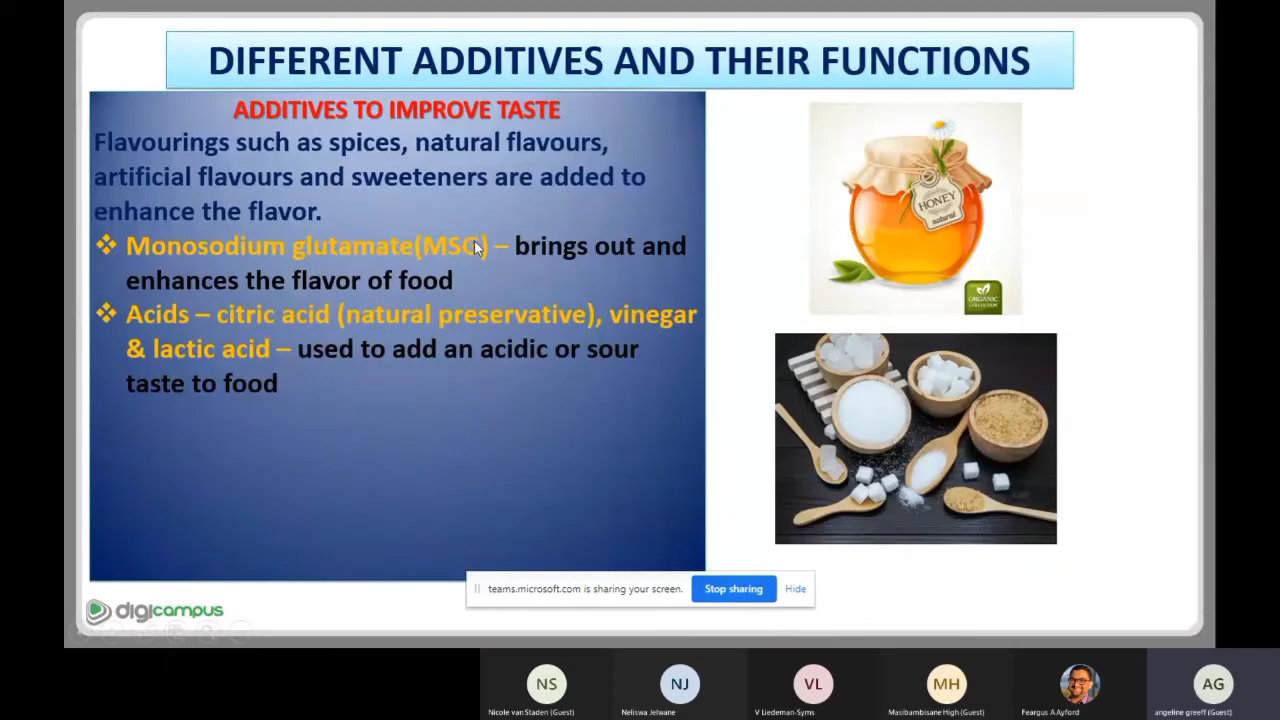 DIFFERENT ADDITIVES AND THEIR FUNCTIONS
ADDITIVES TO IMPROVE TASTE
Flavourings such as spices, natural flavours,
artificial flavours and sweeteners are added to
enhance the flavor.
❖ Monosodium glutamate(MSG) – brings out and
enhances the flavor of food
❖ Acids – citric acid (natural preservative), vinegar
& lactic acid – used to add an acidic or sour
taste to food
HONEY
natural
ORGANIC
COLLECTION
teams.microsoft.com is sharing your screen.
Stop sharing
Hide
digicampus
NS
NJ
VL
MH
AG
Nicole van Staden (Guest)
Neliswa Jelwane
V Liedeman-Syms
Masibambisane High (Guest)
Feargus A Ayford
angeline greeff (Guest)